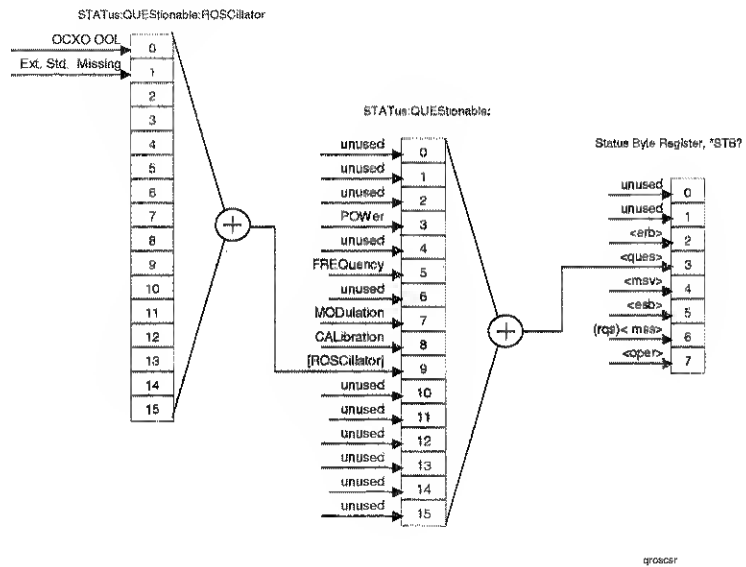 STATus:QUEStionable:ROSCillator
OCXO OOL
0
Ext. Std. Missing
1
2
3
4
5
6
7
8
9
10
11
12
13
14
15
STATus:QUEStionable:
unused
0
unused
1
unused
2
POWer
3
unused
4
FREQuency
5
unused
6
MODulation
7
CALibration
8
[ROSCillator]
9
unused
10
unused
11
unused
12
unused
13
unused
14
unused
15
Status Byte Register, *STB?
unused
0
unused
1
<erb>
2
<ques>
3
<msv>
4
<esb>
5
(rqs)< mss>
6
<oper>
7
qroscsr